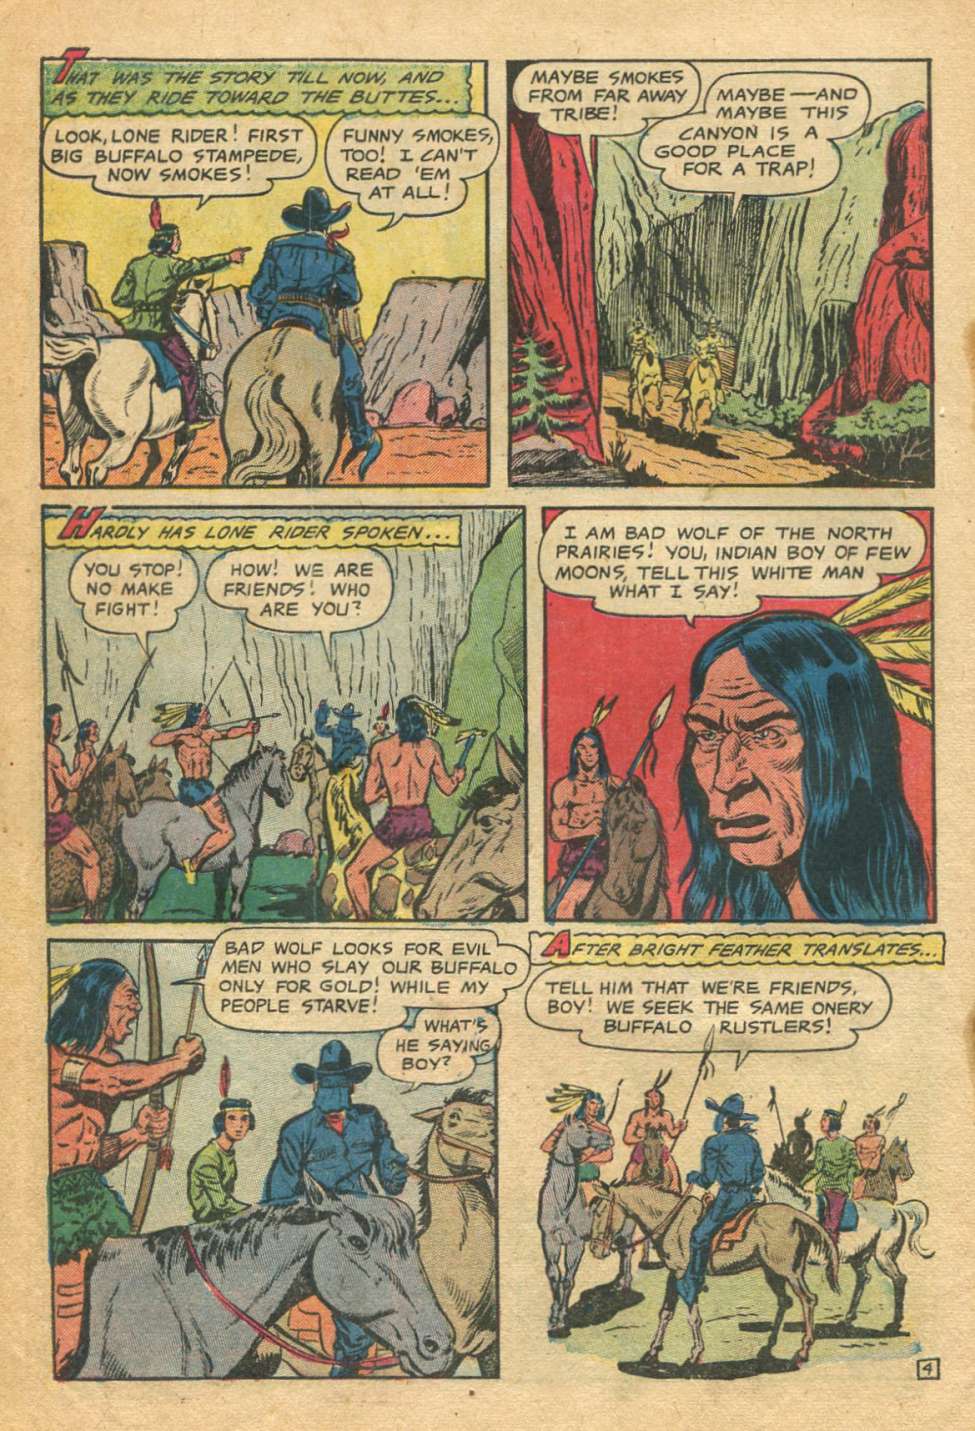 THAT WAS THE STORY TILL NOW, AND
AS THEY RIDE TOWARD THE BUTTES...
LOOK, LONE RIDER! FIRST
BIG BUFFALO STAMPEDE,
NOW SMOKES!
FUNNY SMOKES,
TOO! I CAN'T
READ 'EM
AT ALL!
MAYBE SMOKES
FROM FAR AWAY
TRIBE!
MAYBE — AND
MAYBE THIS
CANYON IS A
GOOD PLACE
FOR A TRAP!
HARDLY HAS LONE RIDER SPOKEN...
YOU STOP!
NO MAKE
FIGHT!
HOW! WE ARE
FRIENDS! WHO
ARE YOU?
I AM BAD WOLF OF THE NORTH
PRAIRIES! YOU, INDIAN BOY OF FEW
MOONS, TELL THIS WHITE MAN
WHAT I SAY!
BAD WOLF LOOKS FOR EVIL
MEN WHO SLAY OUR BUFFALO
ONLY FOR GOLD! WHILE MY
PEOPLE STARVE!
WHAT'S
HE SAYING
BOY?
AFTER BRIGHT FEATHER TRANSLATES...
TELL HIM THAT WE'RE FRIENDS,
BOY! WE SEEK THE SAME ONERY
BUFFALO RUSTLERS!
4